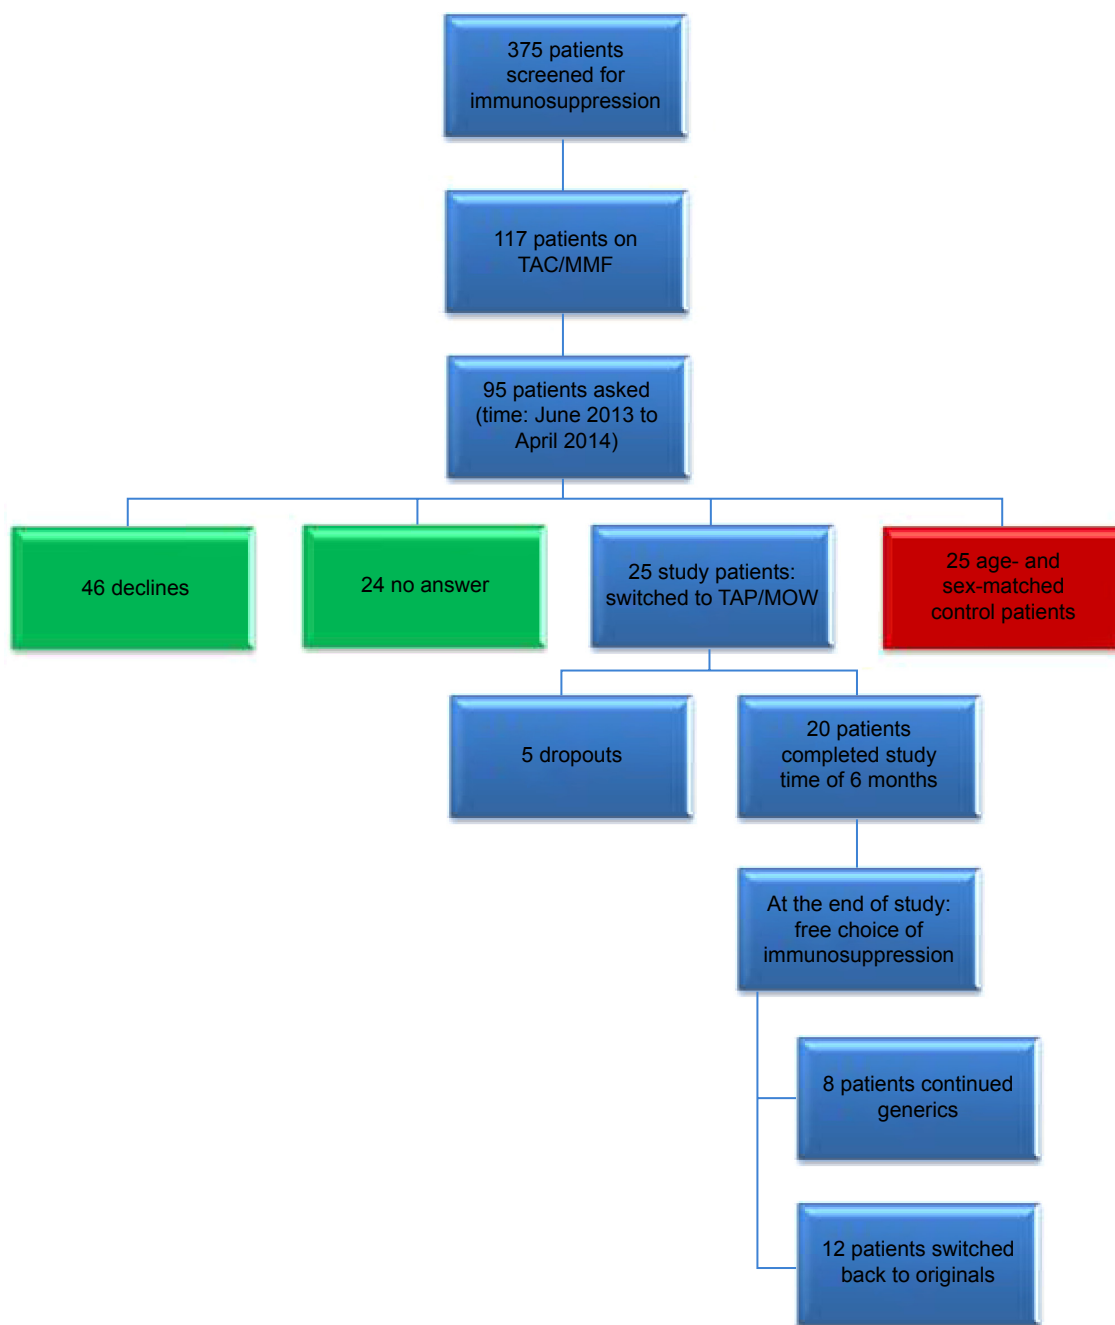 375 patients
screened for
immunosuppression
117 patients on
TAC/MMF
95 patients asked
(time: June 2013 to
April 2014)
46 declines
24 no answer
25 study patients:
switched to TAP/MOW
25 age- and
sex-matched
control patients
5 dropouts
20 patients
completed study
time of 6 months
At the end of study:
free choice of
immunosuppression
8 patients continued
generics
12 patients switched
back to originals